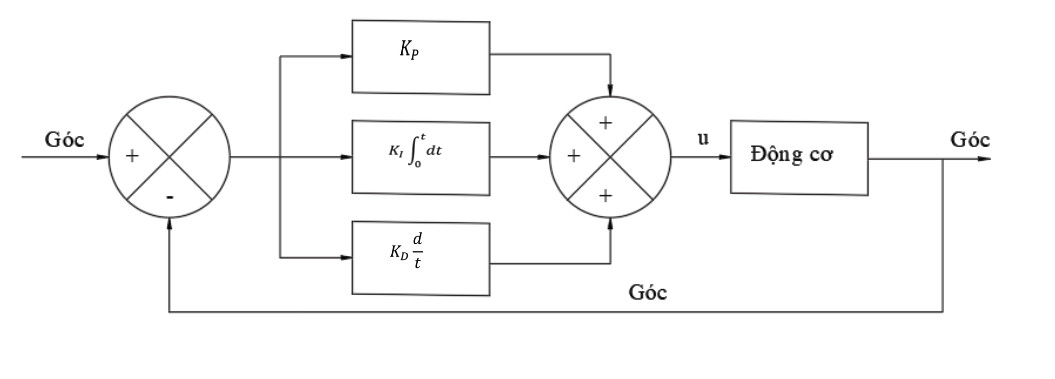 K_P
Góc
+
-
K_I ∫_0^t dt
+
+
+
u
Động cơ
Góc
K_D d/t
Góc